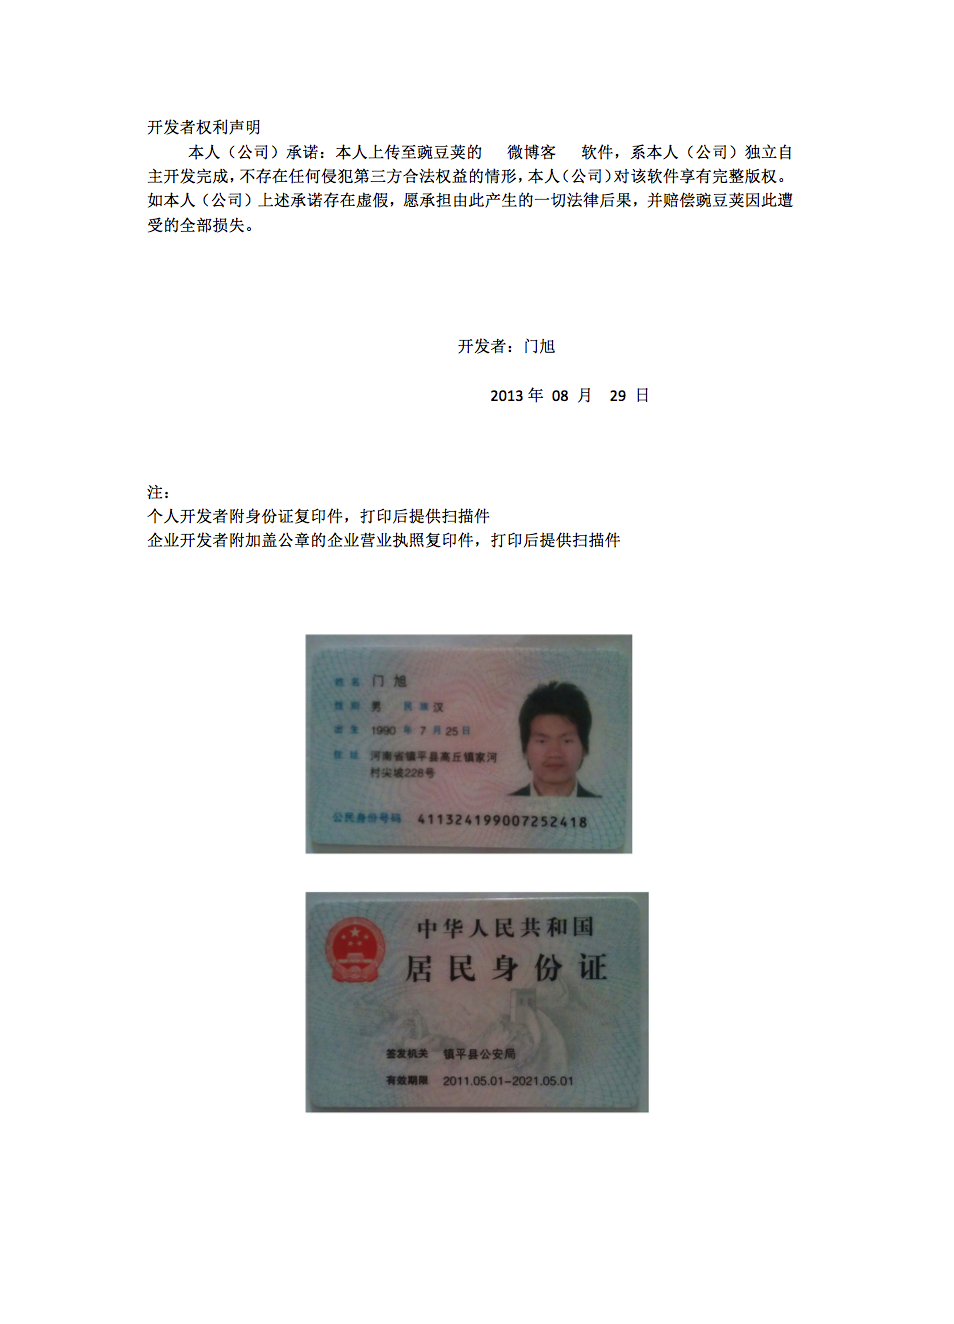 开发者权利声明
本人（公司）承诺：本人上传至豌豆荚的 微博客 软件，系本人（公司）独立自
主开发完成，不存在任何侵犯第三方合法权益的情形，本人（公司）对该软件享有完整版权。
如本人（公司）上述承诺存在虚假，愿承担由此产生的一切法律后果，并赔偿豌豆荚因此遭
受的全部损失。
开发者：门旭
2013 年 08 月 29 日
注：
个人开发者附身份证复印件，打印后提供扫描件
企业开发者附加盖公章的企业营业执照复印件，打印后提供扫描件
姓名 门旭
性别 男 民族 汉
出生 1990 年 7 月 25 日
住址 河南省镇平县高丘镇家河
村尖坡228号
公民身份号码 411324199007252418
中华人民共和国
居民身份证
签发机关 镇平县公安局
有效期限 2011.05.01-2021.05.01